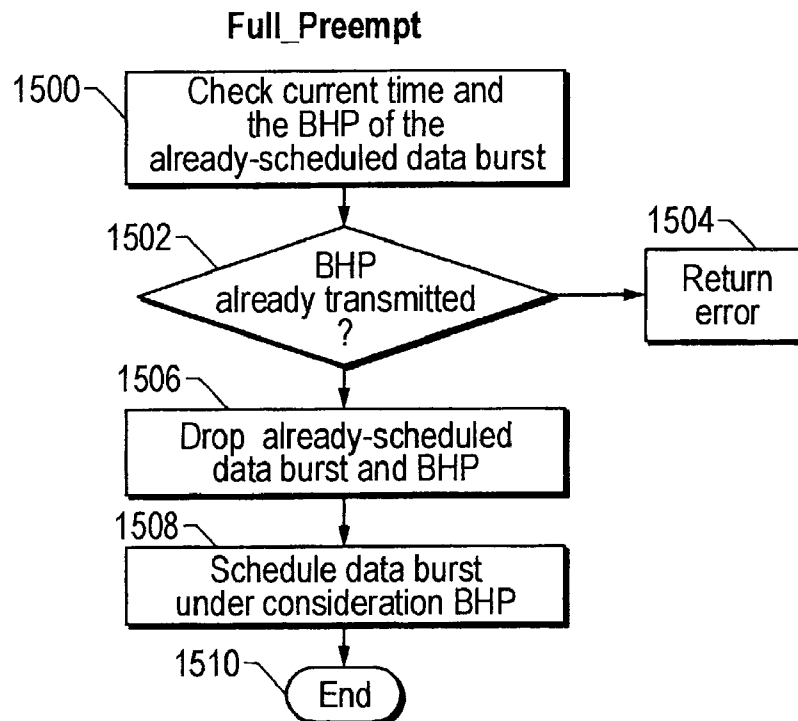 Full_Preempt
1500
Check current time and
the BHP of the
already-scheduled data burst
1502
BHP
already transmitted
?
1504
Return
error
1506
Drop already-scheduled
data burst and BHP
1508
Schedule data burst
under consideration BHP
1510
End